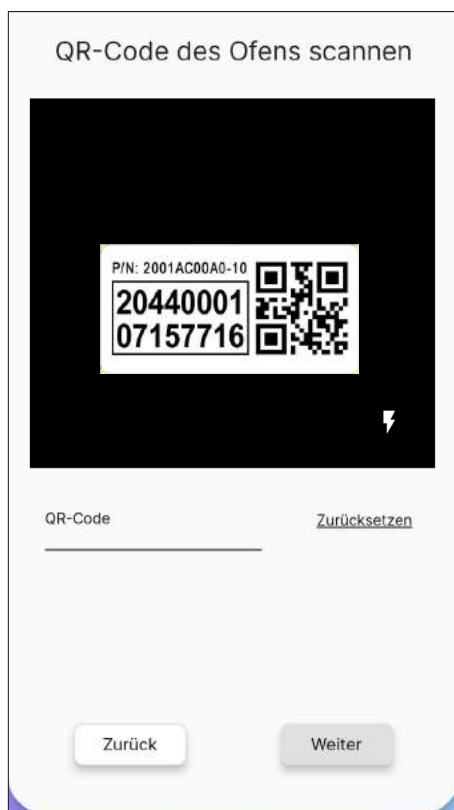 QR-Code des Ofens scannen
P/N: 2001AC00A0-10
20440001
07157716
QR-Code
Zurücksetzen
Zurück
Weiter